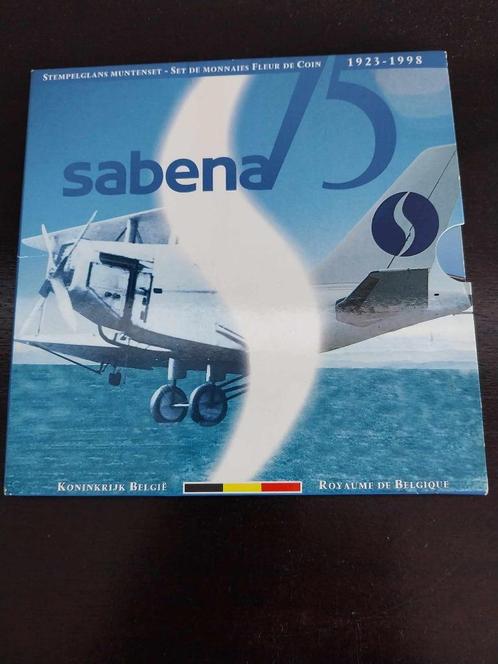 STEMPELGLANS MUNTENSET - SET DE MONNAIES FLEUR DE COIN 1923-1998
75
sabena
KONINKRIJK BELGIË ROYAUME DE BELGIQUE